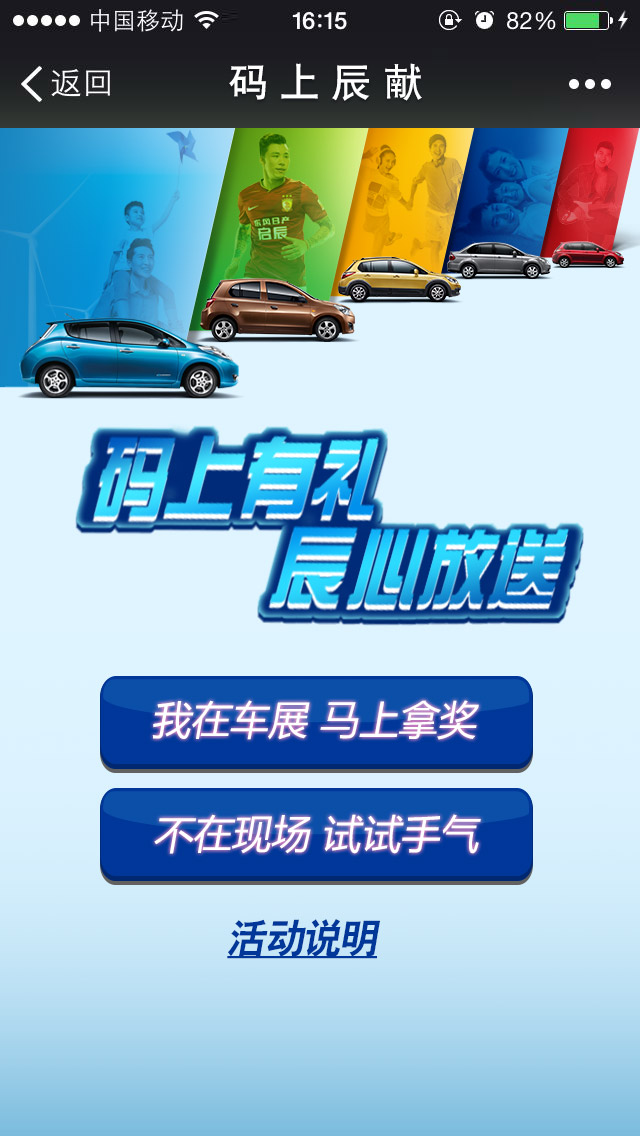 中国移动 16:15 82%
返回 码上辰献
东风日产
启辰
码上有礼
辰心放送
我在车展 马上拿奖
不在现场 试试手气
活动说明